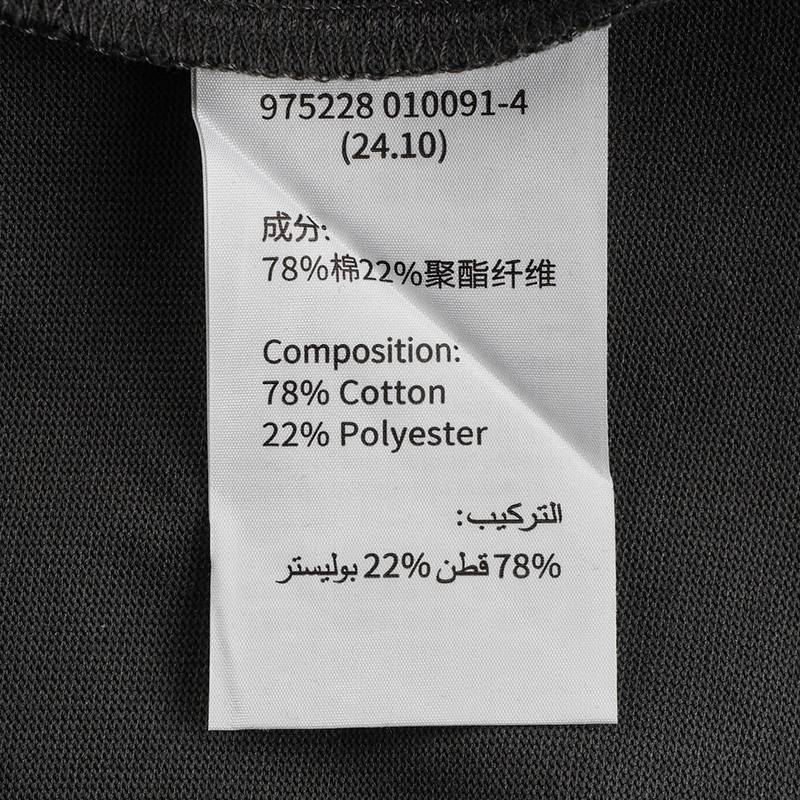 975228 010091-4
(24.10)
成分:
78%棉22%聚酯纤维
Composition:
78% Cotton
22% Polyester
التركيب:
78% قطن 22% بوليستر